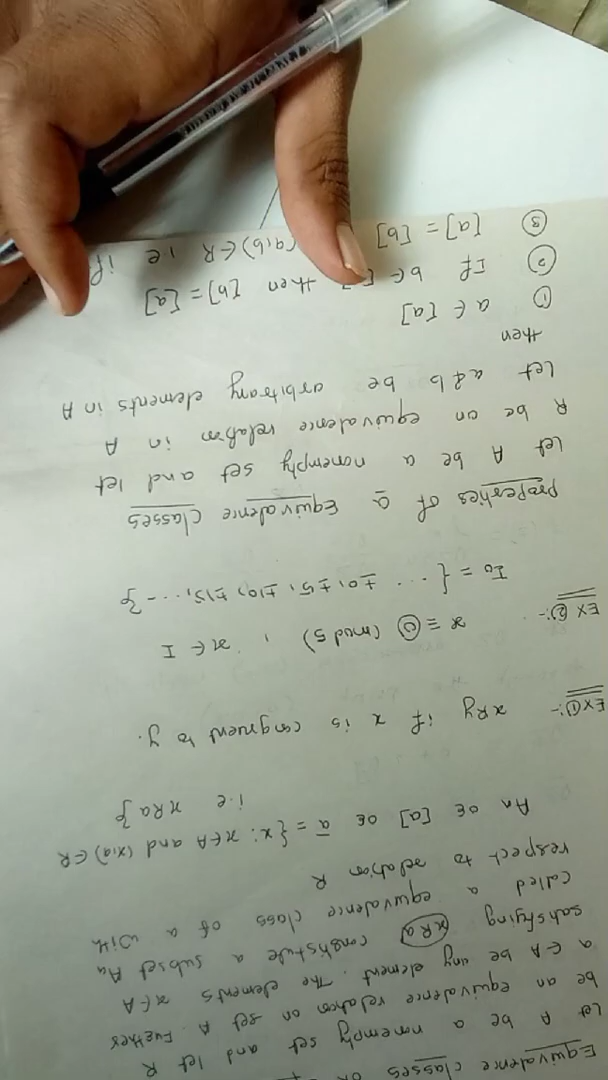 Equivalence classes or
Let A be a nonempty set and let R
be an equivalence relation on set A Further
a ∈ A be any element. The elements x ∈ A
satisfying xRa constitute a subset Aa
called a equivalence class of a with
respect to relation R
Aa or [a] or ā = {x : x ∈ A and (x,a) ∈ R
i.e xRa}
EX①:- xRy if x is congruent to y.
EX②:- x ≡ 0 (mod 5) , x ∈ I
I₀ = { ... ±0, ±5, ±10, ±15, ... - }
properties of a Equivalence classes
Let A be a nonempty set and let
R be an equivalence relation in A
Let a & b be arbitrary elements in A
then
① a ∈ [a]
② If b ∈ then [b] = [a]
③ [a] = [b] (a,b) ∈ R i.e if